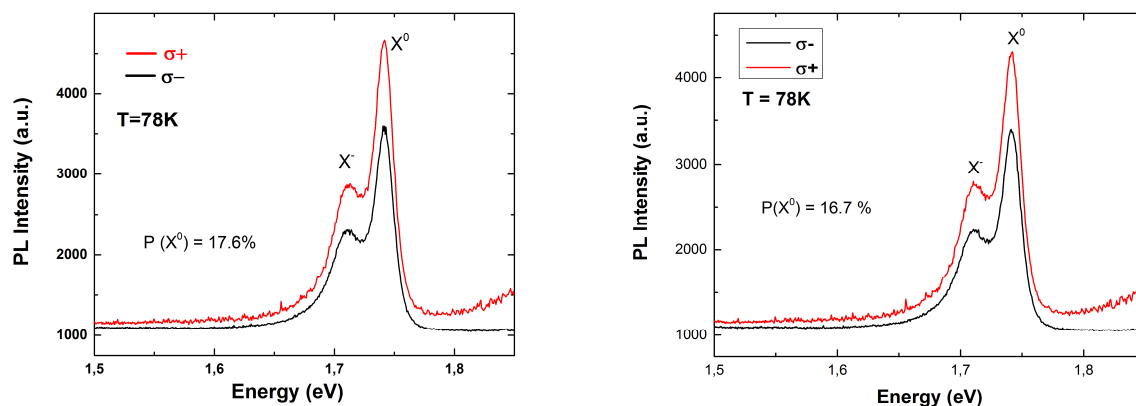 σ+
σ−
T=78K
X⁰
X⁻
P (X⁰) = 17.6%
PL Intensity (a.u.)
4000
3000
2000
1000
1,5
1,6
1,7
1,8
Energy (eV)
σ-
σ+
T = 78K
X⁰
X⁻
P(X⁰) = 16.7 %
PL Intensity (a.u.)
4000
3000
2000
1000
1,5
1,6
1,7
1,8
Energy (eV)